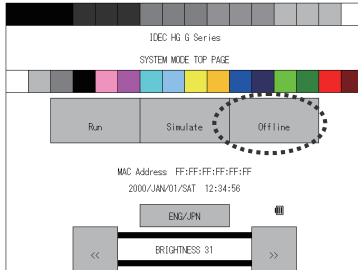 IDEC HG G Series
SYSTEM MODE TOP PAGE
Run Simulate Offline
MAC Address FF:FF:FF:FF:FF:FF
2000/JAN/01/SAT 12:34:56
ENG/JPN
<< BRIGHTNESS 31 >>